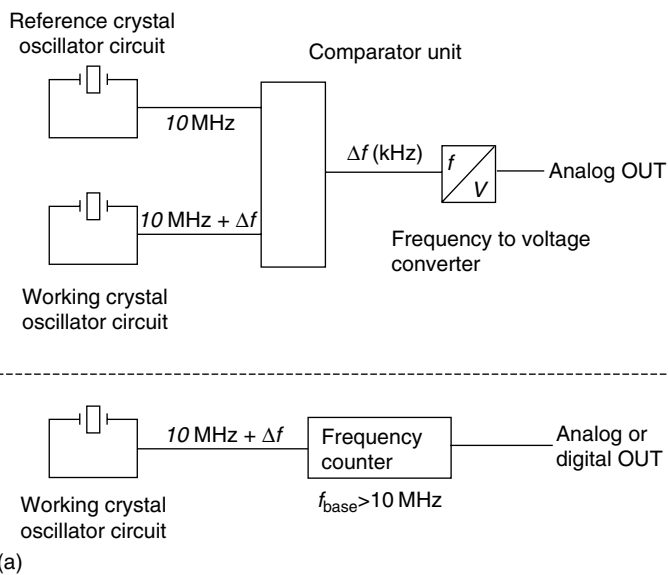 Reference crystal
oscillator circuit
Comparator unit
10 MHz
Δf (kHz)
f
V
Analog OUT
10 MHz + Δf
Frequency to voltage
converter
Working crystal
oscillator circuit
10 MHz + Δf
Frequency
counter
Analog or
digital OUT
f_base>10 MHz
Working crystal
oscillator circuit
(a)